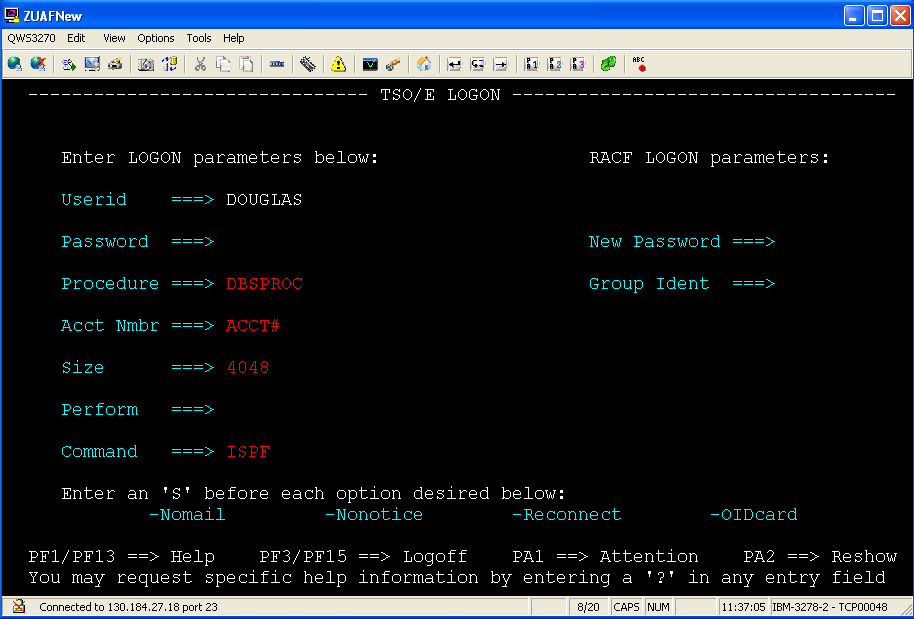 ZUAFNew
QWS3270 Edit View Options Tools Help
ABC
------------------------------- TSO/E LOGON -----------------------------------
Enter LOGON parameters below: RACF LOGON parameters:
Userid ===> DOUGLAS
Password ===> New Password ===>
Procedure ===> DBSPROC Group Ident ===>
Acct Nmbr ===> ACCT#
Size ===> 4048
Perform ===>
Command ===> ISPF
Enter an 'S' before each option desired below:
-Nomail -Nonotice -Reconnect -OIDcard
PF1/PF13 ==> Help PF3/PF15 ==> Logoff PA1 ==> Attention PA2 ==> Reshow
You may request specific help information by entering a '?' in any entry field
Connected to 130.184.27.18 port 23 8/20 CAPS NUM 11:37:05 IBM-3278-2 - TCP00048